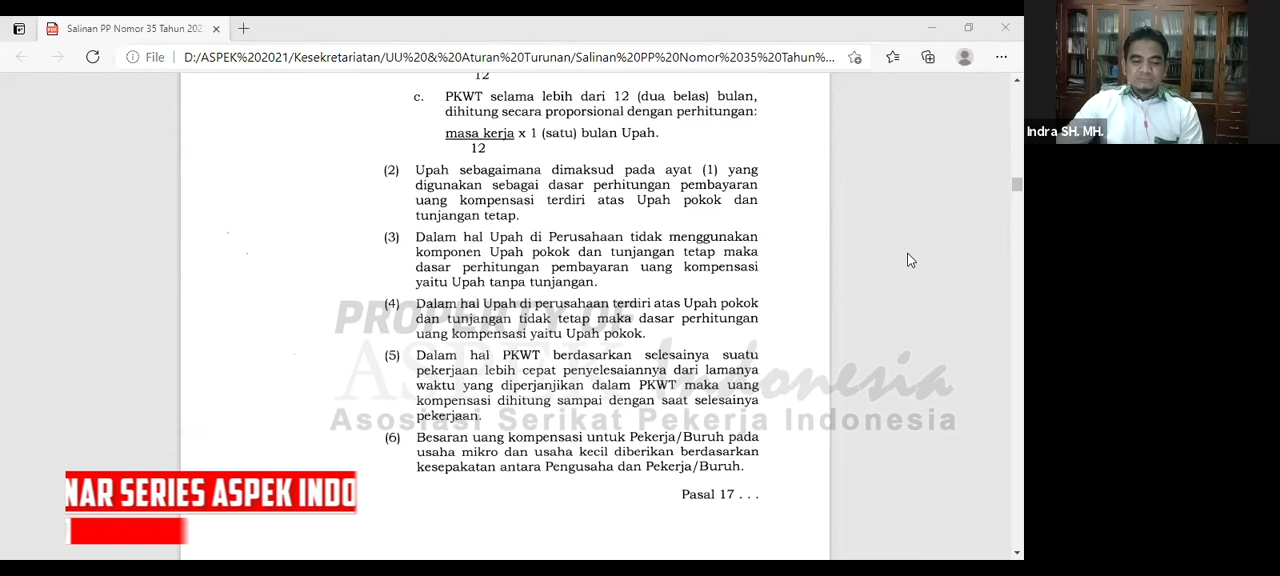 Salinan PP Nomor 35 Tahun 202
File
D:/ASPEK%202021/Kesekretariatan/UU%20&%20Aturan%20Turunan/Salinan%20PP%20Nomor%2035%20Tahun%...
12
c. PKWT selama lebih dari 12 (dua belas) bulan,
dihitung secara proporsional dengan perhitungan:
masa kerja x 1 (satu) bulan Upah.
12
(2) Upah sebagaimana dimaksud pada ayat (1) yang
digunakan sebagai dasar perhitungan pembayaran
uang kompensasi terdiri atas Upah pokok dan
tunjangan tetap.
(3) Dalam hal Upah di Perusahaan tidak menggunakan
komponen Upah pokok dan tunjangan tetap maka
dasar perhitungan pembayaran uang kompensasi
yaitu Upah tanpa tunjangan.
(4) Dalam hal Upah di perusahaan terdiri atas Upah pokok
dan tunjangan tidak tetap maka dasar perhitungan
uang kompensasi yaitu Upah pokok.
(5) Dalam hal PKWT berdasarkan selesainya suatu
pekerjaan lebih cepat penyelesaiannya dari lamanya
waktu yang diperjanjikan dalam PKWT maka uang
kompensasi dihitung sampai dengan saat selesainya
pekerjaan.
(6) Besaran uang kompensasi untuk Pekerja/Buruh pada
usaha mikro dan usaha kecil diberikan berdasarkan
kesepakatan antara Pengusaha dan Pekerja/Buruh.
Pasal 17 . . .
PROPERTY OF
ASPEK Indonesia
Asosiasi Serikat Pekerja Indonesia
NAR SERIES ASPEK INDO
Indra SH. MH.